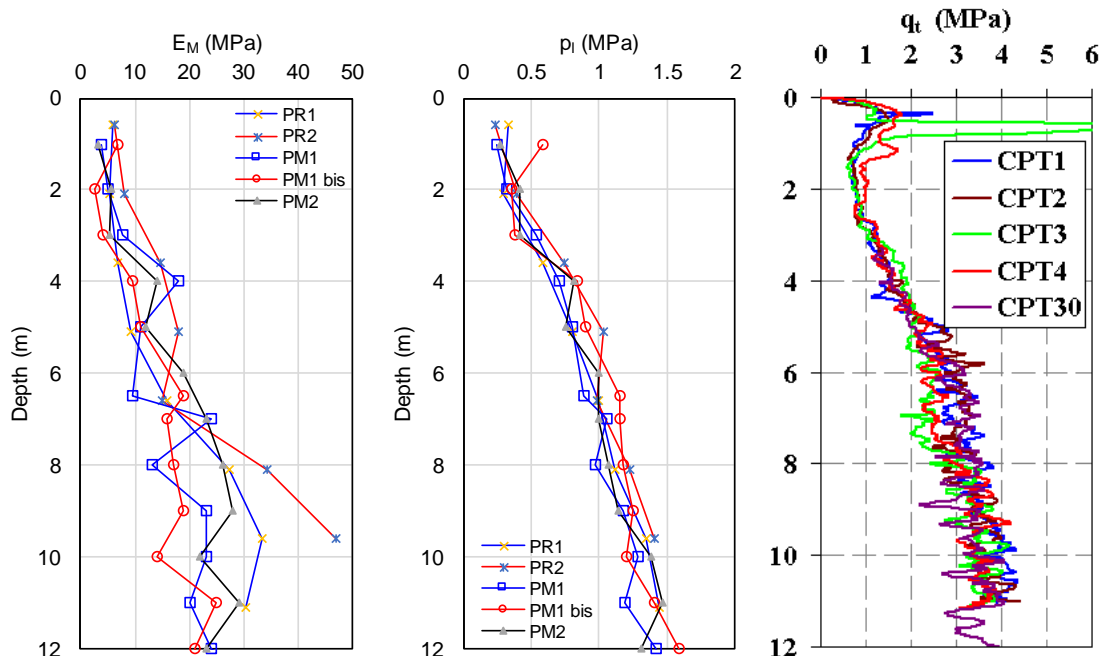 E_M (MPa)
0 10 20 30 40 50
0
2
4
6
8
10
12
Depth (m)
PR1
PR2
PM1
PM1 bis
PM2
p_l (MPa)
0 0.5 1 1.5 2
0
2
4
6
8
10
12
Depth (m)
PR1
PR2
PM1
PM1 bis
PM2
q_t (MPa)
0 1 2 3 4 5 6
0
2
4
6
8
10
12
CPT1
CPT2
CPT3
CPT4
CPT30